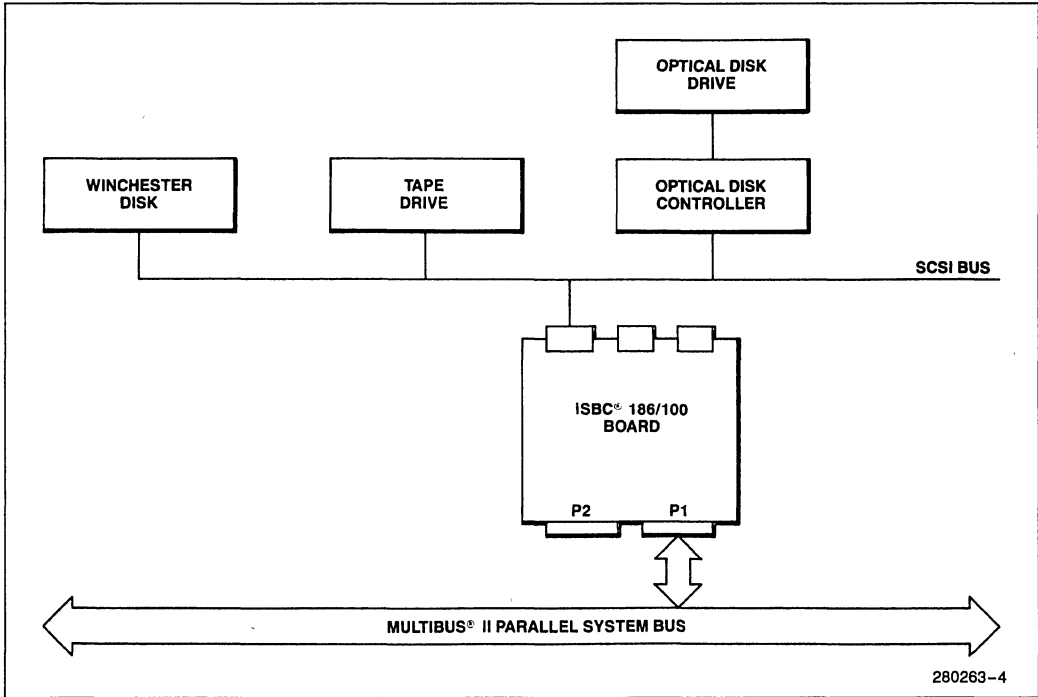 OPTICAL DISK
DRIVE
WINCHESTER
DISK
TAPE
DRIVE
OPTICAL DISK
CONTROLLER
SCSI BUS
iSBC® 186/100
BOARD
P2 P1
MULTIBUS® II PARALLEL SYSTEM BUS
280263-4